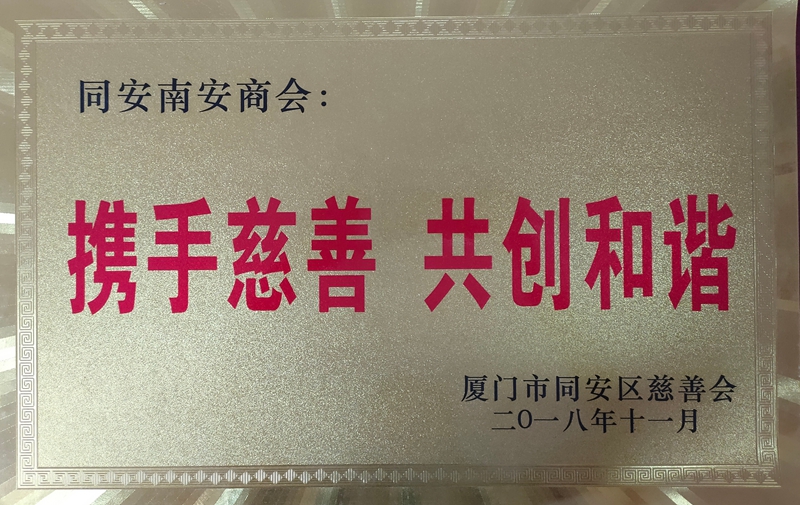 同安南安商会：
携手慈善 共创和谐
厦门市同安区慈善会
二〇一八年十一月